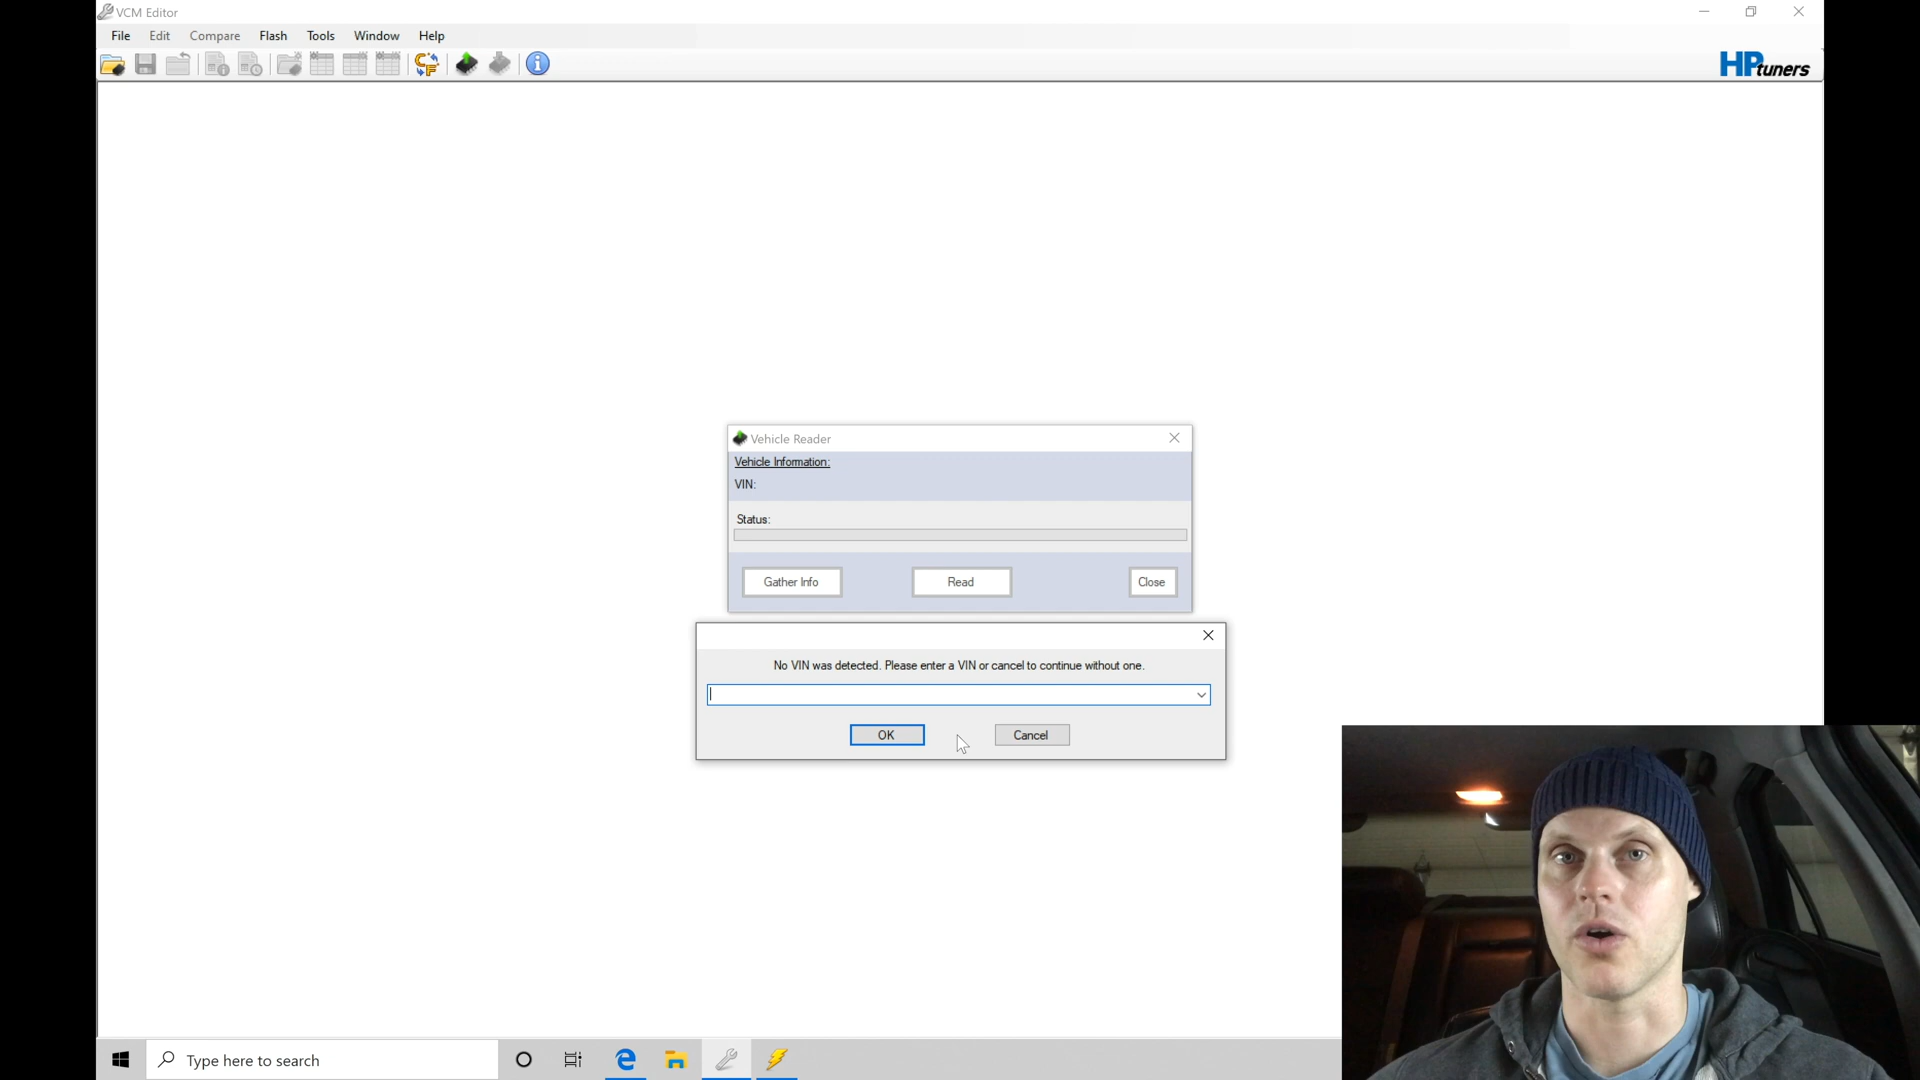 VCM Editor
File Edit Compare Flash Tools Window Help
HPtuners
Vehicle Reader
Vehicle Information:
VIN:
Status:
Gather Info Read Close
No VIN was detected. Please enter a VIN or cancel to continue without one.
OK Cancel
Type here to search